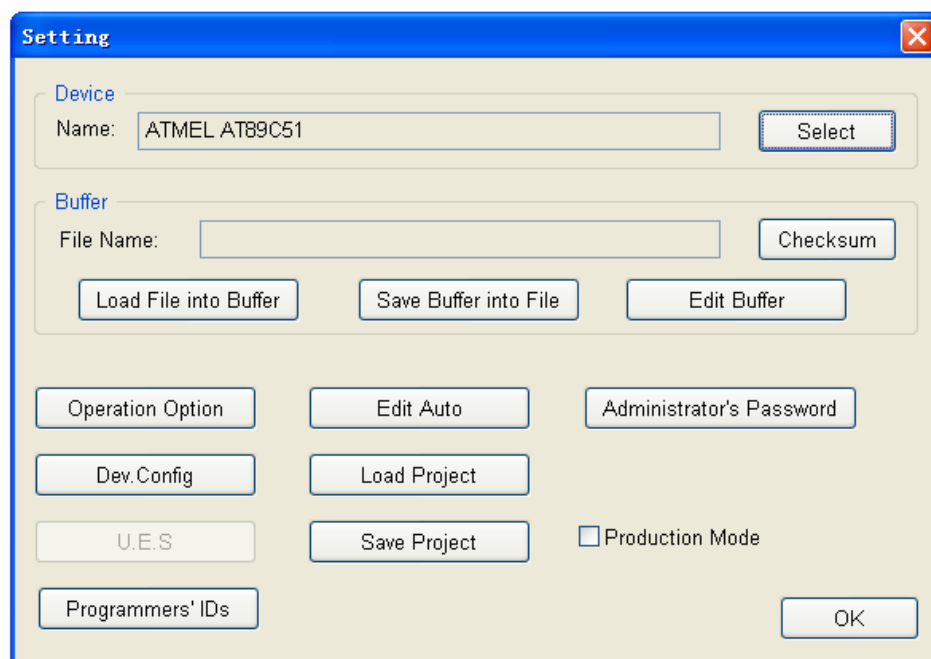 Setting
Device
Name: ATMEL AT89C51 Select
Buffer
File Name: Checksum
Load File into Buffer Save Buffer into File Edit Buffer
Operation Option Edit Auto Administrator's Password
Dev.Config Load Project
U.E.S Save Project Production Mode
Programmers' IDs OK